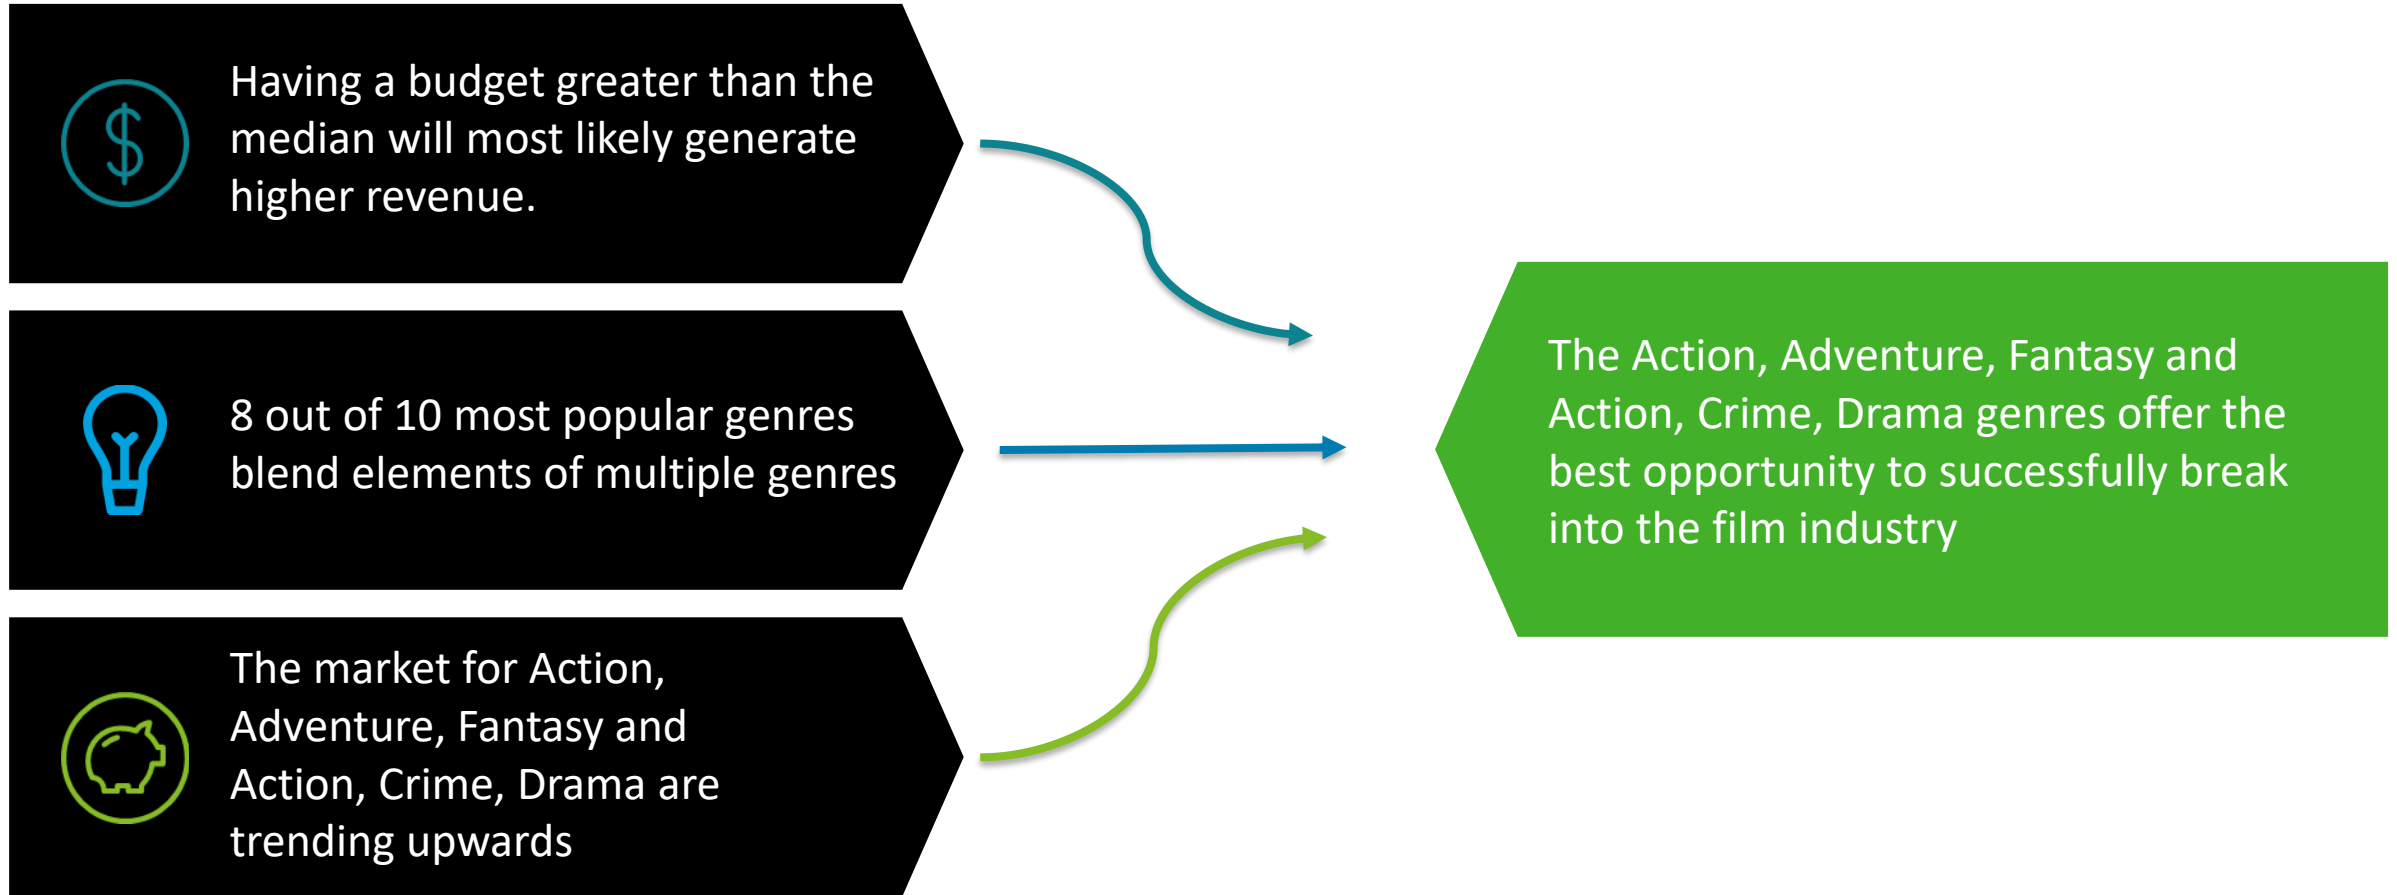 Having a budget greater than the
median will most likely generate
higher revenue.
8 out of 10 most popular genres
blend elements of multiple genres
The market for Action,
Adventure, Fantasy and
Action, Crime, Drama are
trending upwards
The Action, Adventure, Fantasy and
Action, Crime, Drama genres offer the
best opportunity to successfully break
into the film industry